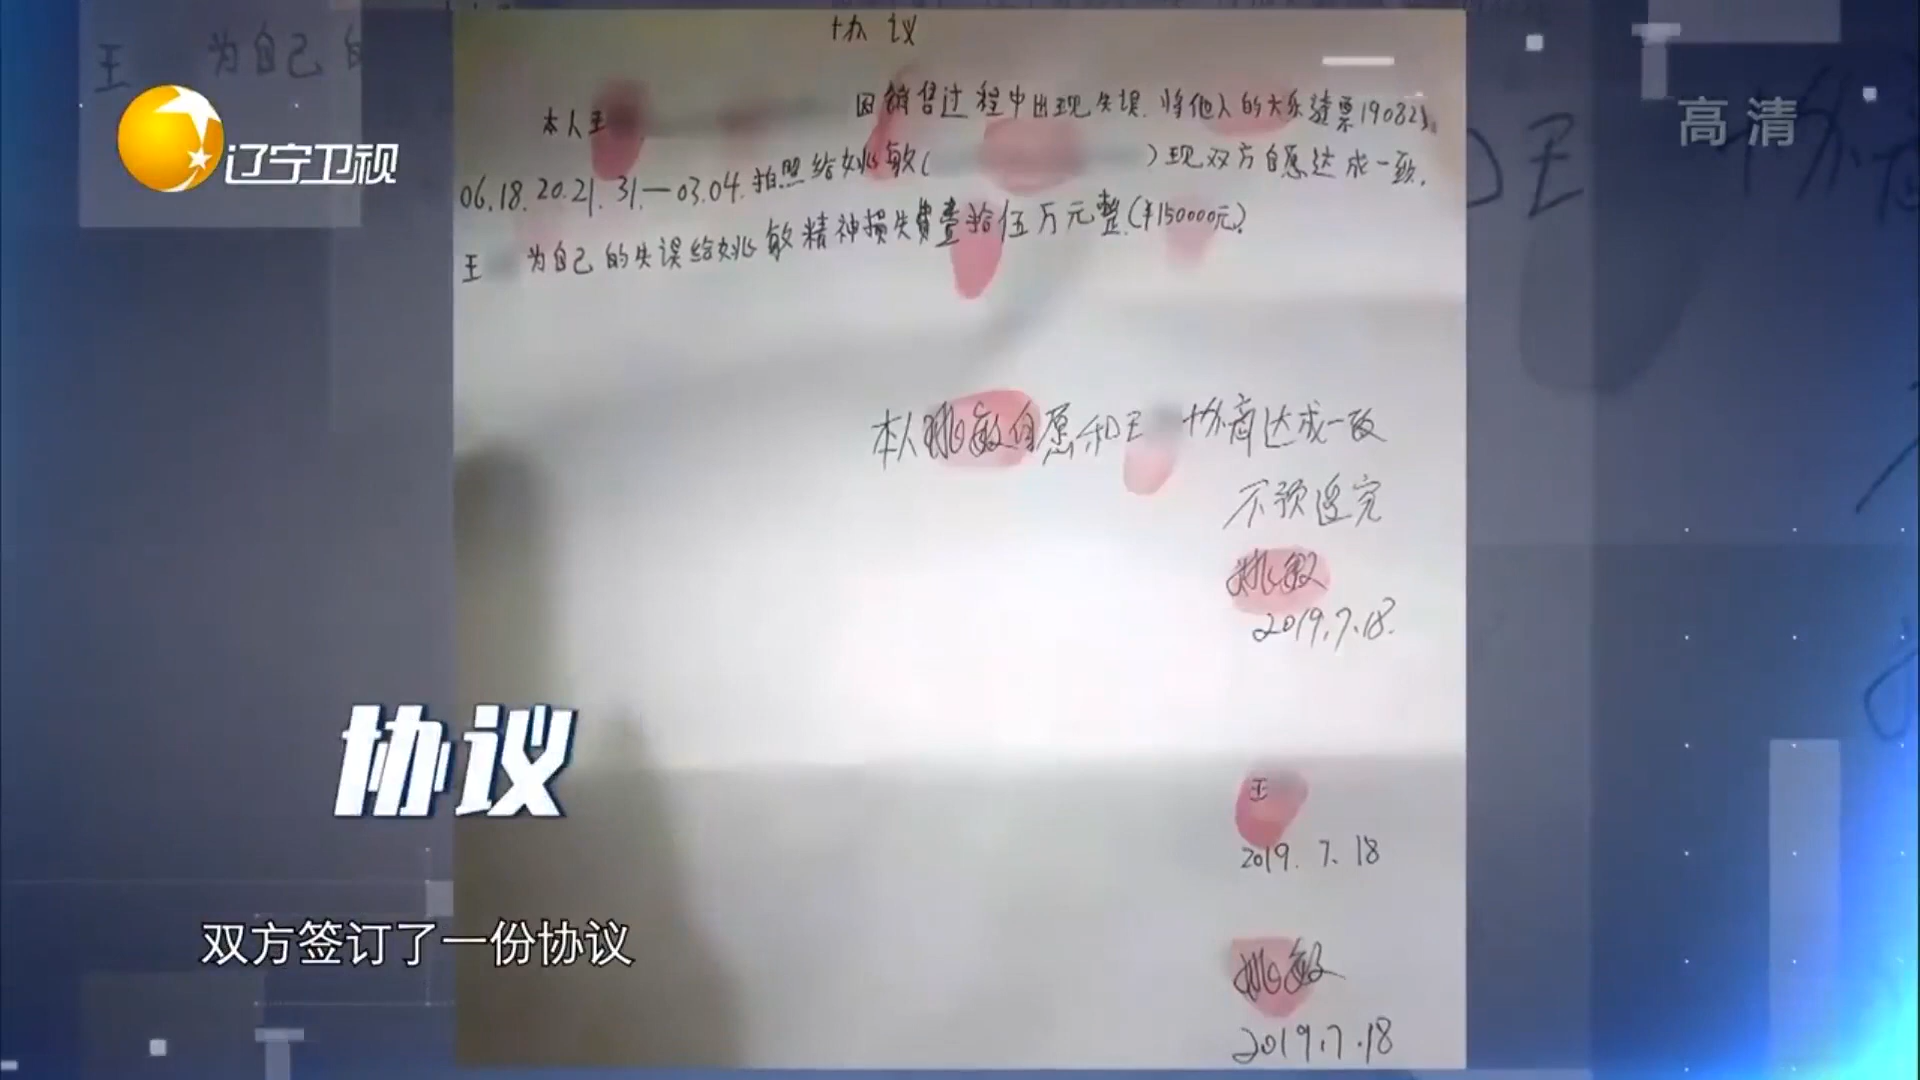 协议
本人王 因销售过程中出现失误.将他人的大乐透票19082期.
06.18.20.21.31.—03.04.拍照给姚敏( )现双方自愿达成一致.
王 为自己的失误给姚敏精神损失费壹拾伍万元整.(¥150000元).
本人姚敏自愿和王 协商达成一致
不预追究
姚敏
2019.7.18.
王
2019.7.18
姚敏
2019.7.18
辽宁卫视
高清
王 为自己的
协议
双方签订了一份协议